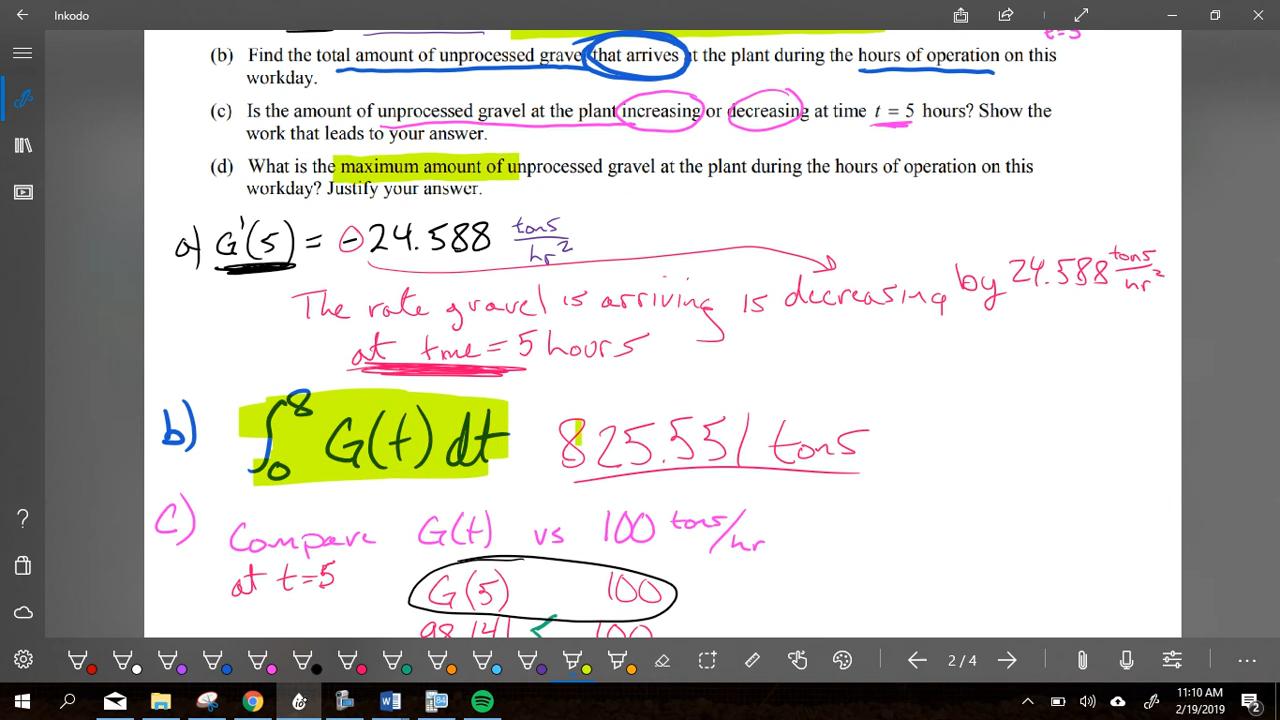 Inkodo
t=5
(b) Find the total amount of unprocessed gravel that arrives at the plant during the hours of operation on this
workday.
(c) Is the amount of unprocessed gravel at the plant increasing or decreasing at time t = 5 hours? Show the
work that leads to your answer.
(d) What is the maximum amount of unprocessed gravel at the plant during the hours of operation on this
workday? Justify your answer.
a) G'(5) = -24.588 tons/hr²
The rate gravel is arriving is decreasing by 24.588 tons/hr²
at time = 5 hours
b) ∫₀⁸ G(t) dt 825.551 tons
c) Compare G(t) vs 100 tons/hr
at t=5 G(5) 100
98.141 < 100
2 / 4
11:10 AM
2/19/2019
2